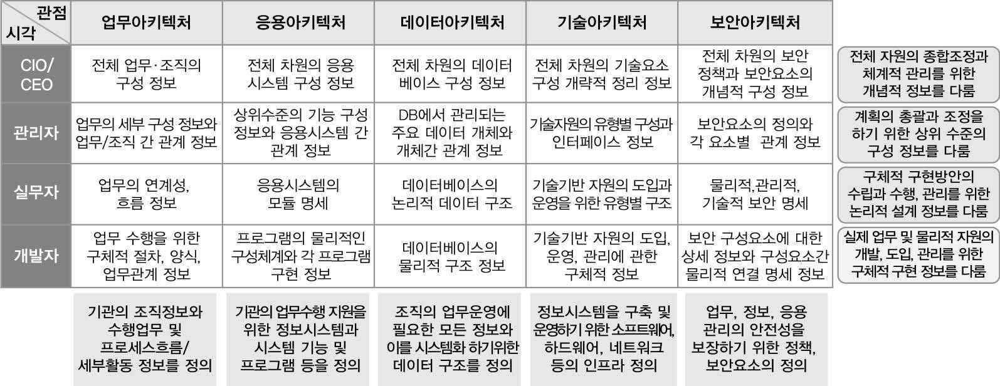 관점
시각
업무아키텍처
응용아키텍처
데이터아키텍처
기술아키텍처
보안아키텍처
CIO/
CEO
전체 업무·조직의
구성 정보
전체 차원의 응용
시스템 구성 정보
전체 차원의 데이터
베이스 구성 정보
전체 차원의 기술요소
구성 개략적 정리 정보
전체 차원의 보안
정책과 보안요소의
개념적 구성 정보
전체 자원의 종합조정과
체계적 관리를 위한
개념적 정보를 다룸
관리자
업무의 세부 구성 정보와
업무/조직 간 관계 정보
상위수준의 기능 구성
정보와 응용시스템 간
관계 정보
DB에서 관리되는
주요 데이터 개체와
개체간 관계 정보
기술자원의 유형별 구성과
인터페이스 정보
보안요소의 정의와
각 요소별 관계 정보
계획의 총괄과 조정을
하기 위한 상위 수준의
구성 정보를 다룸
실무자
업무의 연계성,
흐름 정보
응용시스템의
모듈 명세
데이터베이스의
논리적 데이터 구조
기술기반 자원의 도입과
운영을 위한 유형별 구조
물리적,관리적,
기술적 보안 명세
구체적 구현방안의
수립과 수행, 관리를 위한
논리적 설계 정보를 다룸
개발자
업무 수행을 위한
구체적 절차, 양식,
업무관계 정보
프로그램의 물리적인
구성체계와 각 프로그램
구현 정보
데이터베이스의
물리적 구조 정보
기술기반 자원의 도입,
운영, 관리에 관한
구체적 정보
보안 구성요소에 대한
상세 정보와 구성요소간
물리적 연결 명세 정보
실제 업무 및 물리적 자원의
개발, 도입, 관리를 위한
구체적 구현 정보를 다룸
기관의 조직정보와
수행업무 및
프로세스흐름/
세부활동 정보를 정의
기관의 업무수행 지원을
위한 정보시스템과
시스템 기능 및
프로그램 등을 정의
조직의 업무운영에
필요한 모든 정보와
이를 시스템화 하기위한
데이터 구조를 정의
정보시스템을 구축 및
운영하기 위한 소프트웨어,
하드웨어, 네트워크
등의 인프라 정의
업무, 정보, 응용
관리의 안전성을
보장하기 위한 정책,
보안요소의 정의